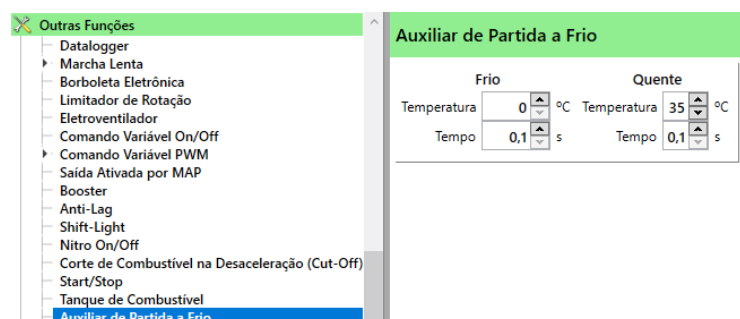 Outras Funções
Datalogger
Marcha Lenta
Borboleta Eletrônica
Limitador de Rotação
Eletroventilador
Comando Variável On/Off
Comando Variável PWM
Saída Ativada por MAP
Booster
Anti-Lag
Shift-Light
Nitro On/Off
Corte de Combustível na Desaceleração (Cut-Off)
Start/Stop
Tanque de Combustível
Auxiliar de Partida a Frio
Auxiliar de Partida a Frio
Frio Quente
Temperatura 0 ºC Temperatura 35 ºC
Tempo 0,1 s Tempo 0,1 s